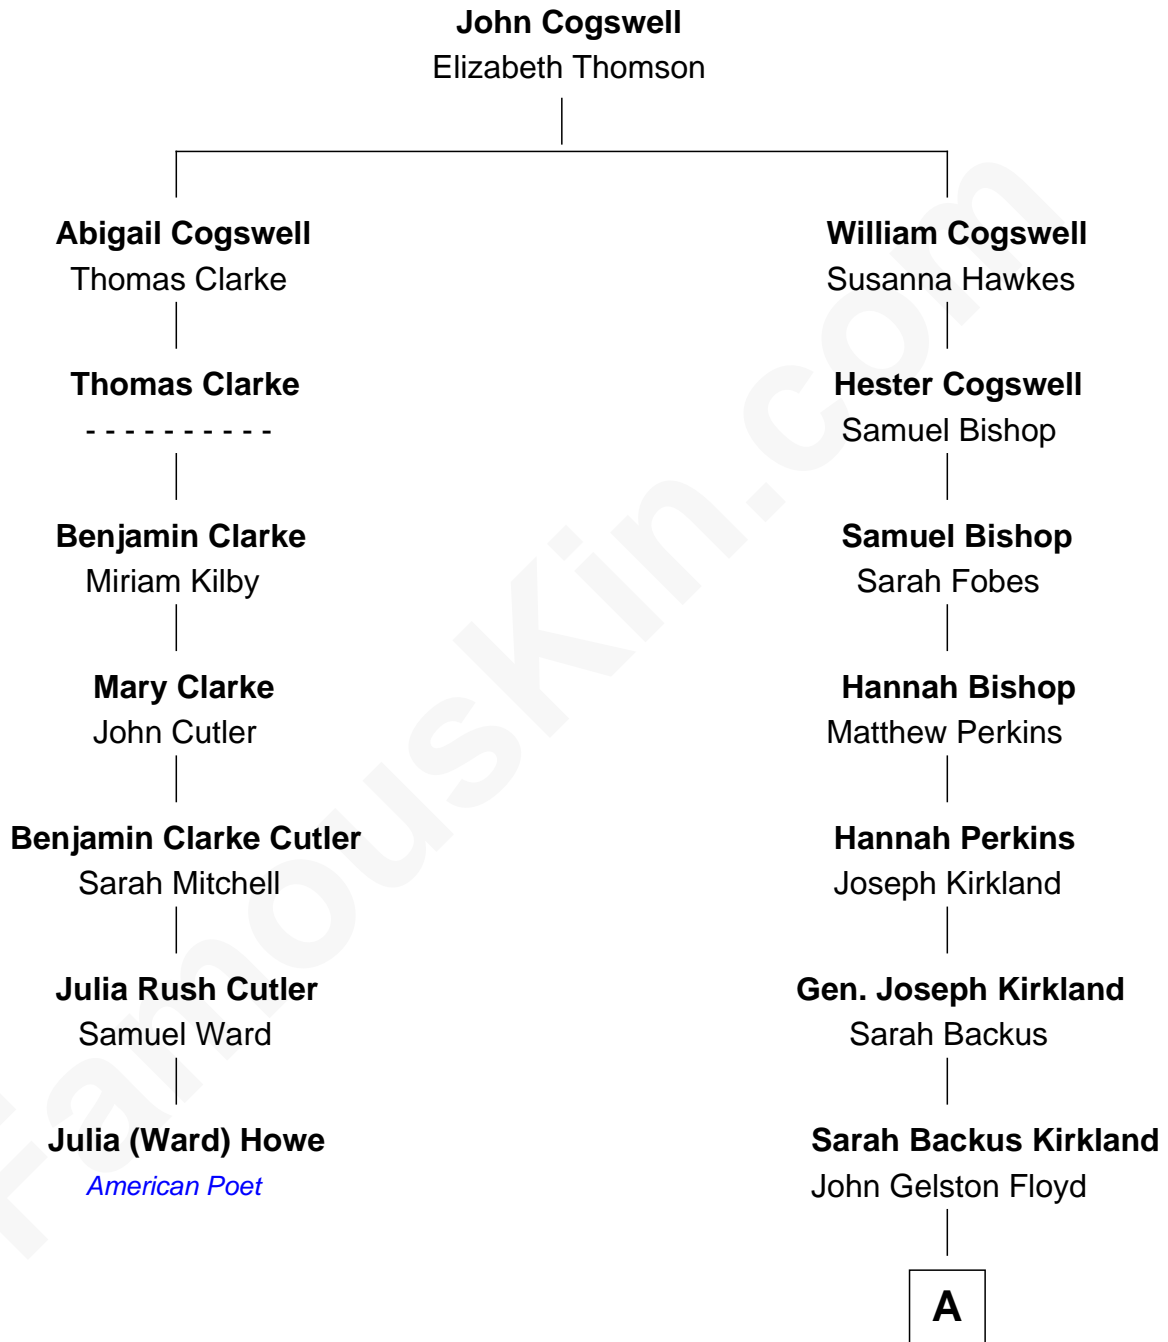 John Cogswell
Elizabeth Thomson
Abigail Cogswell
Thomas Clarke
William Cogswell
Susanna Hawkes
Thomas Clarke
- - - - - - - - - -
Hester Cogswell
Samuel Bishop
Benjamin Clarke
Miriam Kilby
Samuel Bishop
Sarah Fobes
Mary Clarke
John Cutler
Hannah Bishop
Matthew Perkins
Benjamin Clarke Cutler
Sarah Mitchell
Hannah Perkins
Joseph Kirkland
Julia Rush Cutler
Samuel Ward
Gen. Joseph Kirkland
Sarah Backus
Julia (Ward) Howe
American Poet
Sarah Backus Kirkland
John Gelston Floyd
A
FamousKin.com